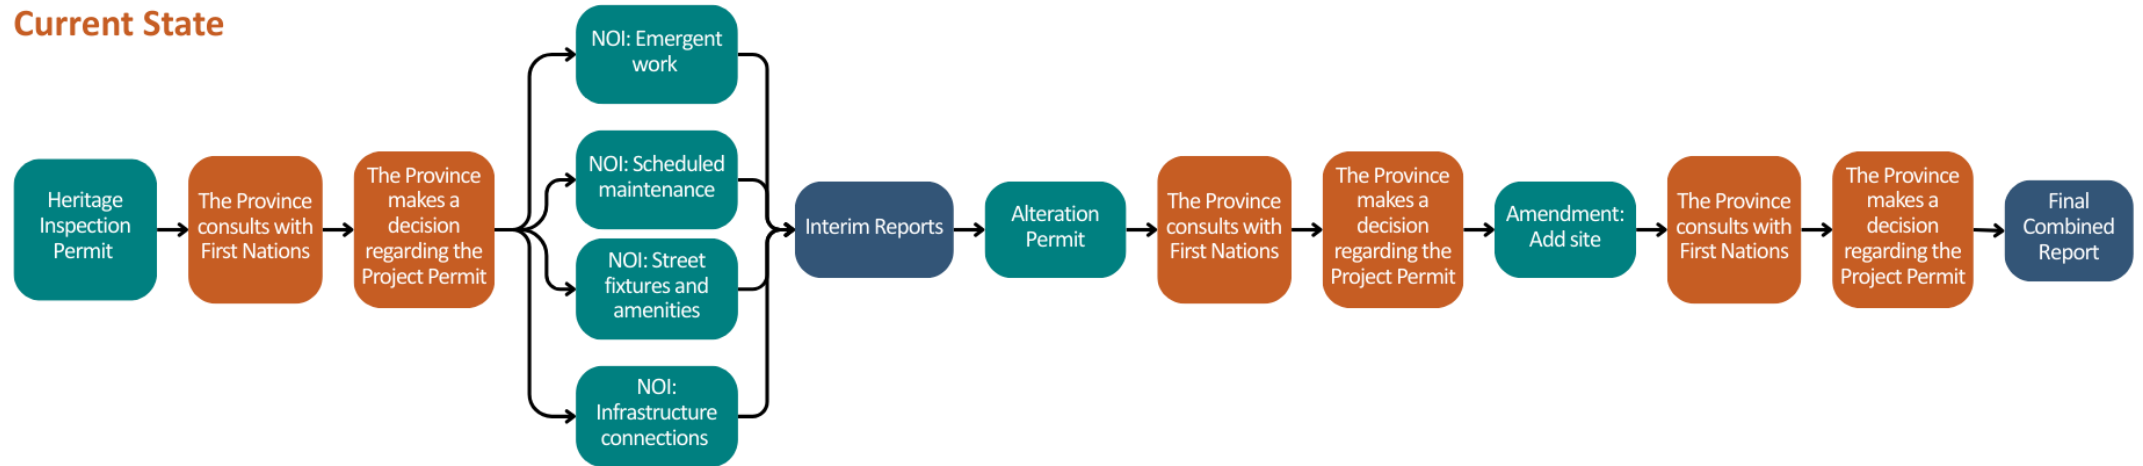 Current State
Heritage
Inspection
Permit
The Province
consults with
First Nations
The Province
makes a
decision
regarding the
Project Permit
NOI: Emergent
work
NOI: Scheduled
maintenance
NOI: Street
fixtures and
amenities
NOI:
Infrastructure
connections
Interim Reports
Alteration
Permit
The Province
consults with
First Nations
The Province
makes a
decision
regarding the
Project Permit
Amendment:
Add site
The Province
consults with
First Nations
The Province
makes a
decision
regarding the
Project Permit
Final
Combined
Report